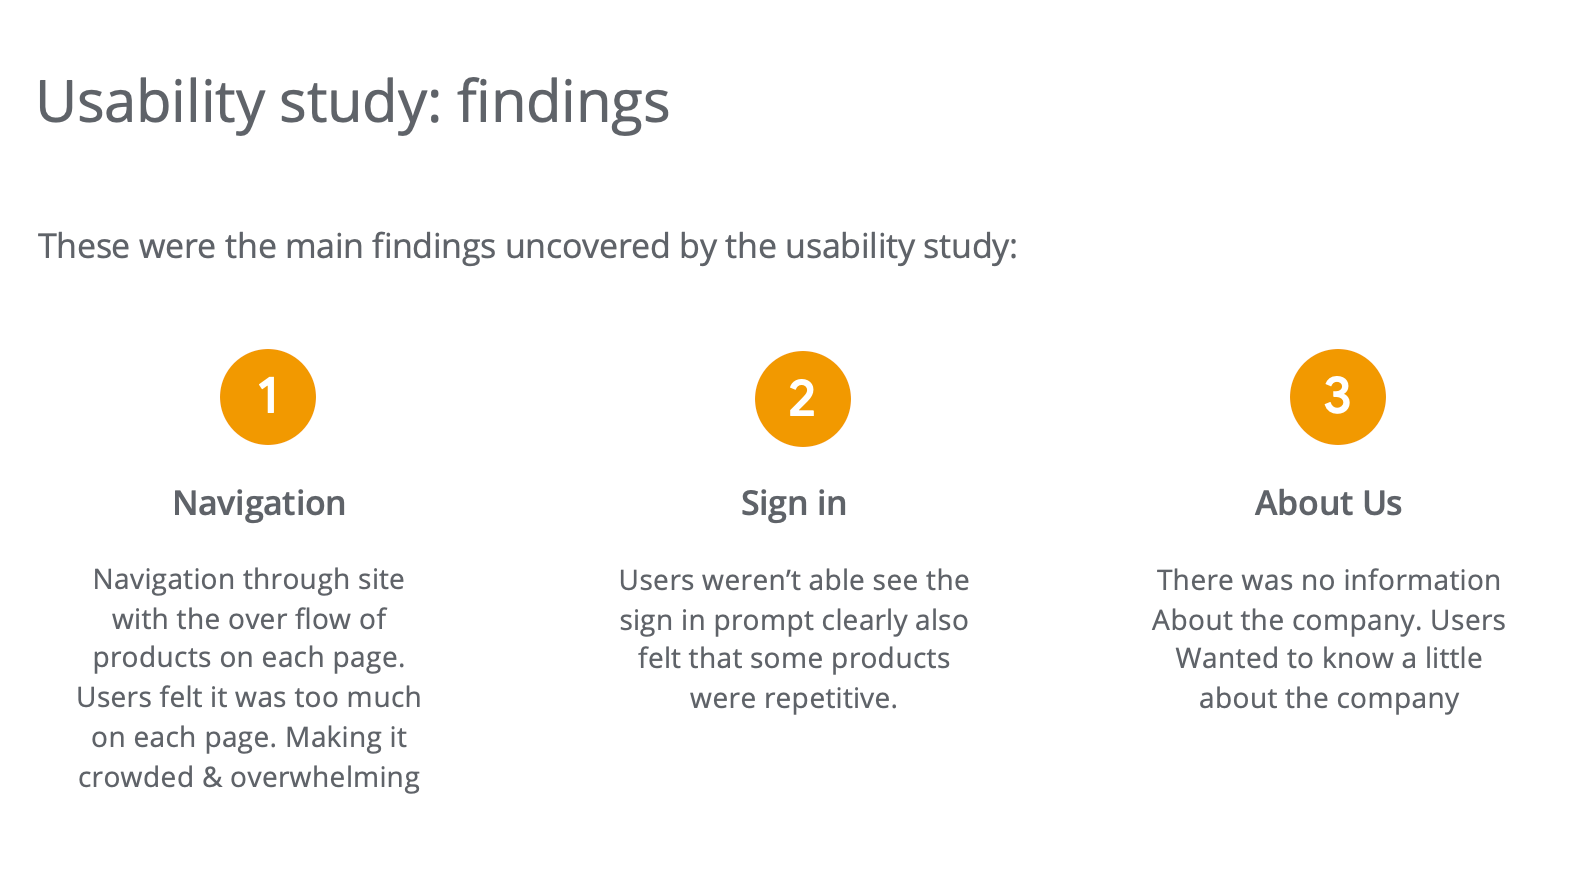 Usability study: findings
These were the main findings uncovered by the usability study:
1
Navigation
Navigation through site
with the over flow of
products on each page.
Users felt it was too much
on each page. Making it
crowded & overwhelming
2
Sign in
Users weren’t able see the
sign in prompt clearly also
felt that some products
were repetitive.
3
About Us
There was no information
About the company. Users
Wanted to know a little
about the company